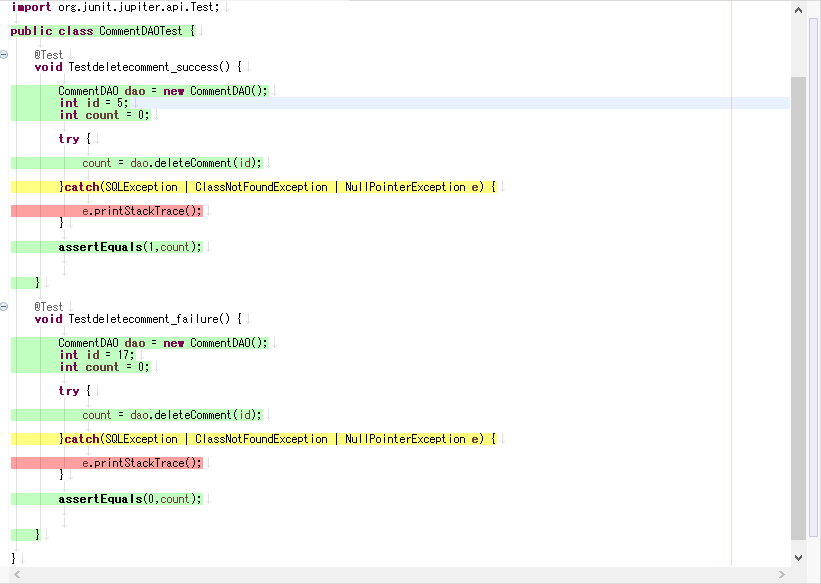 import org.junit.jupiter.api.Test;
public class CommentDAOTest {
@Test
void Testdeletecomment_success() {
CommentDAO dao = new CommentDAO();
int id = 5;
int count = 0;
try {
count = dao.deleteComment(id);
}catch(SQLException | ClassNotFoundException | NullPointerException e) {
e.printStackTrace();
}
assertEquals(1,count);
}
@Test
void Testdeletecomment_failure() {
CommentDAO dao = new CommentDAO();
int id = 17;
int count = 0;
try {
count = dao.deleteComment(id);
}catch(SQLException | ClassNotFoundException | NullPointerException e) {
e.printStackTrace();
}
assertEquals(0,count);
}
}